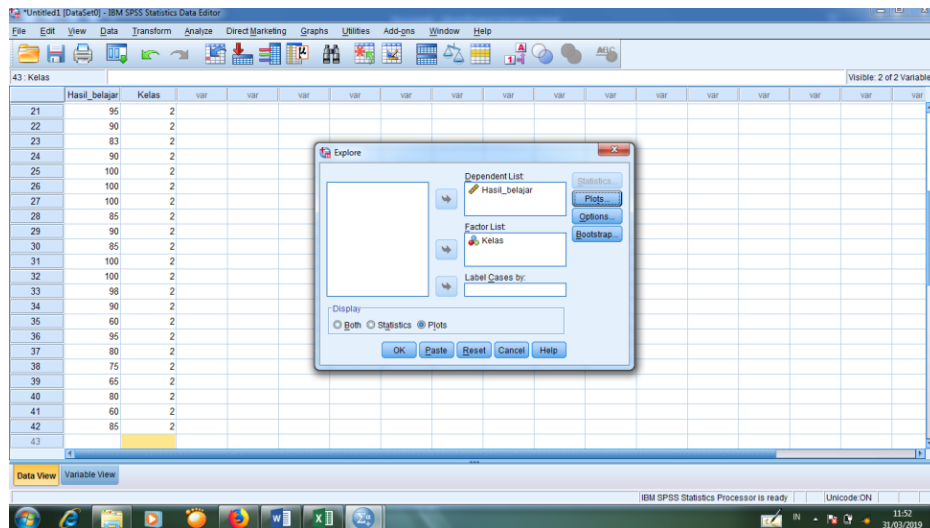 *Untitled1 [DataSet0] - IBM SPSS Statistics Data Editor
File Edit View Data Transform Analyze Direct Marketing Graphs Utilities Add-ons Window Help
43 : Kelas Visible: 2 of 2 Variable
Hasil_belajar Kelas var var var var var var var var var var var var var var
21 95 2
22 90 2
23 83 2
24 90 2
25 100 2
26 100 2
27 100 2
28 85 2
29 90 2
30 85 2
31 100 2
32 100 2
33 98 2
34 90 2
35 60 2
36 95 2
37 80 2
38 75 2
39 65 2
40 80 2
41 60 2
42 85 2
43
Explore
Dependent List:
Hasil_belajar
Statistics...
Plots...
Options...
Bootstrap...
Factor List:
Kelas
Label Cases by:
Display
Both Statistics Plots
OK Paste Reset Cancel Help
Data View Variable View
IBM SPSS Statistics Processor is ready Unicode:ON
IN 11:52
31/03/2019